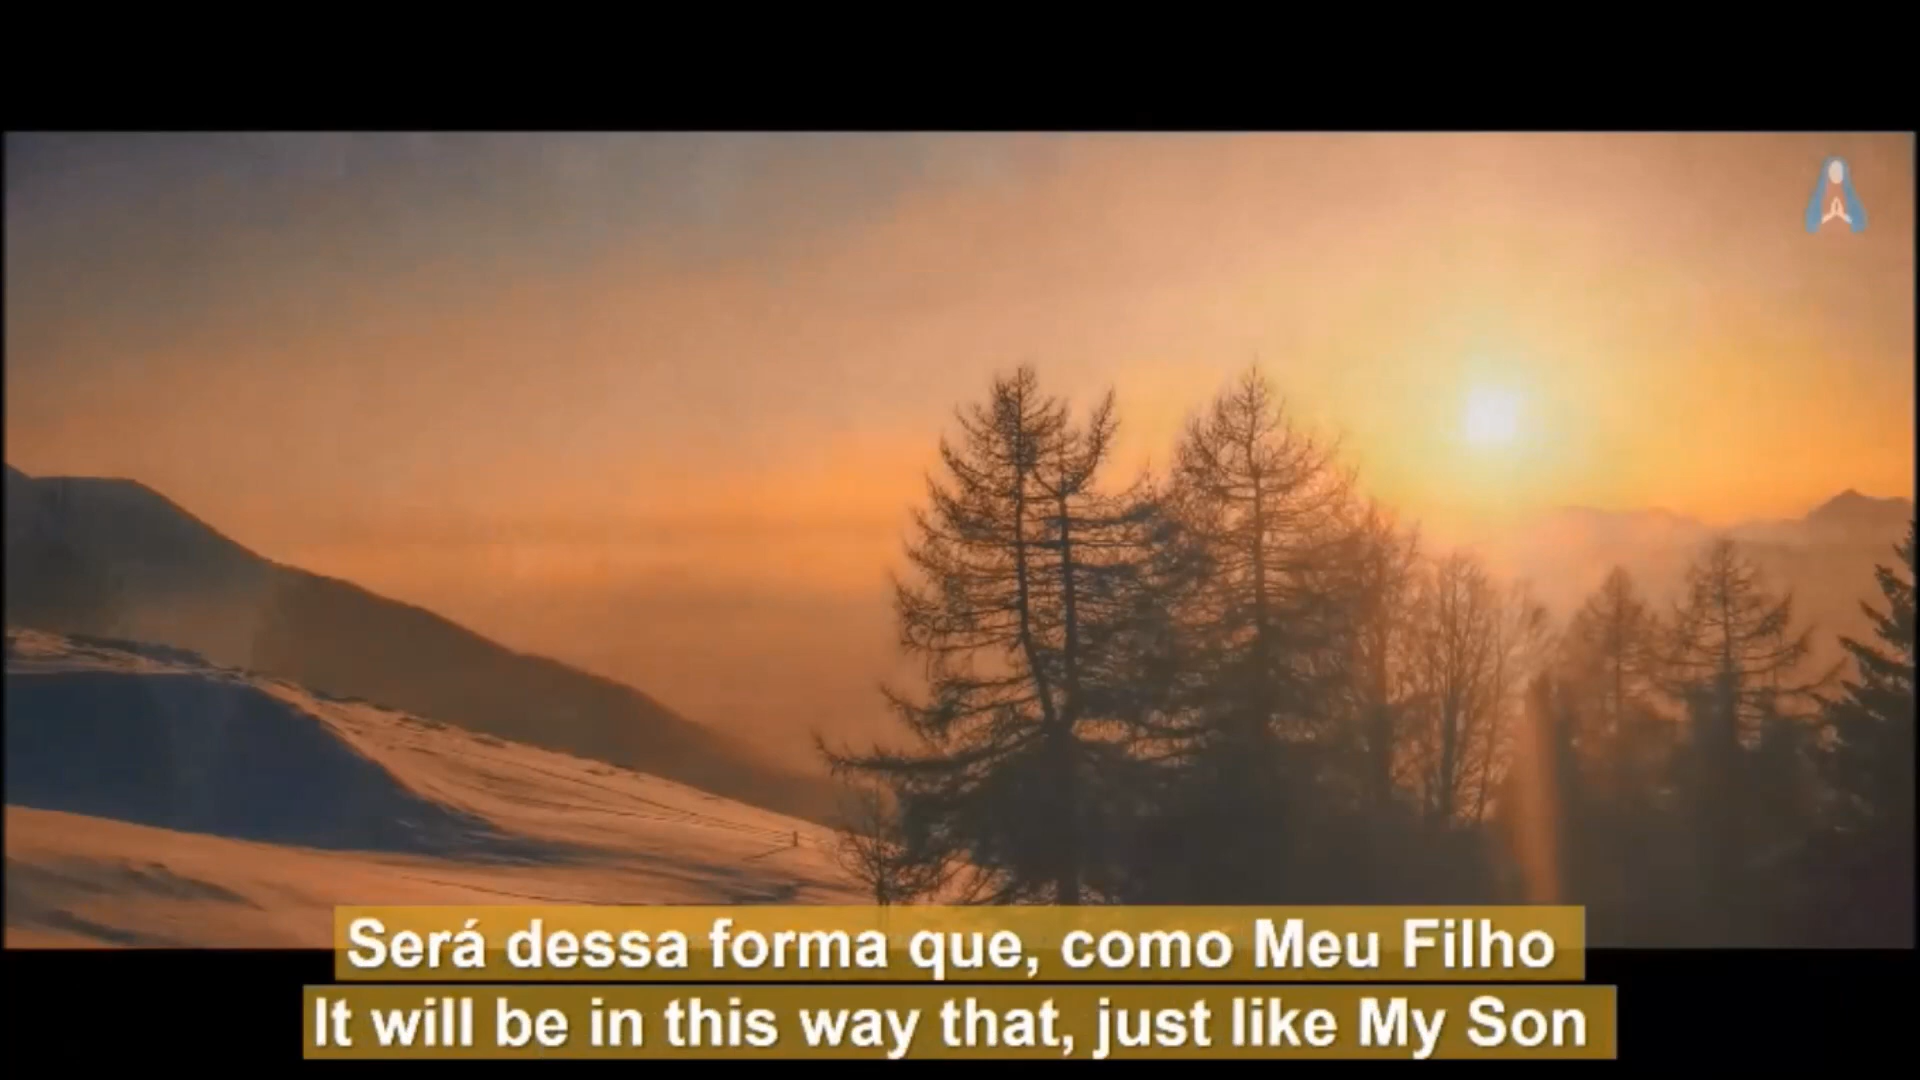 Será dessa forma que, como Meu Filho
It will be in this way that, just like My Son